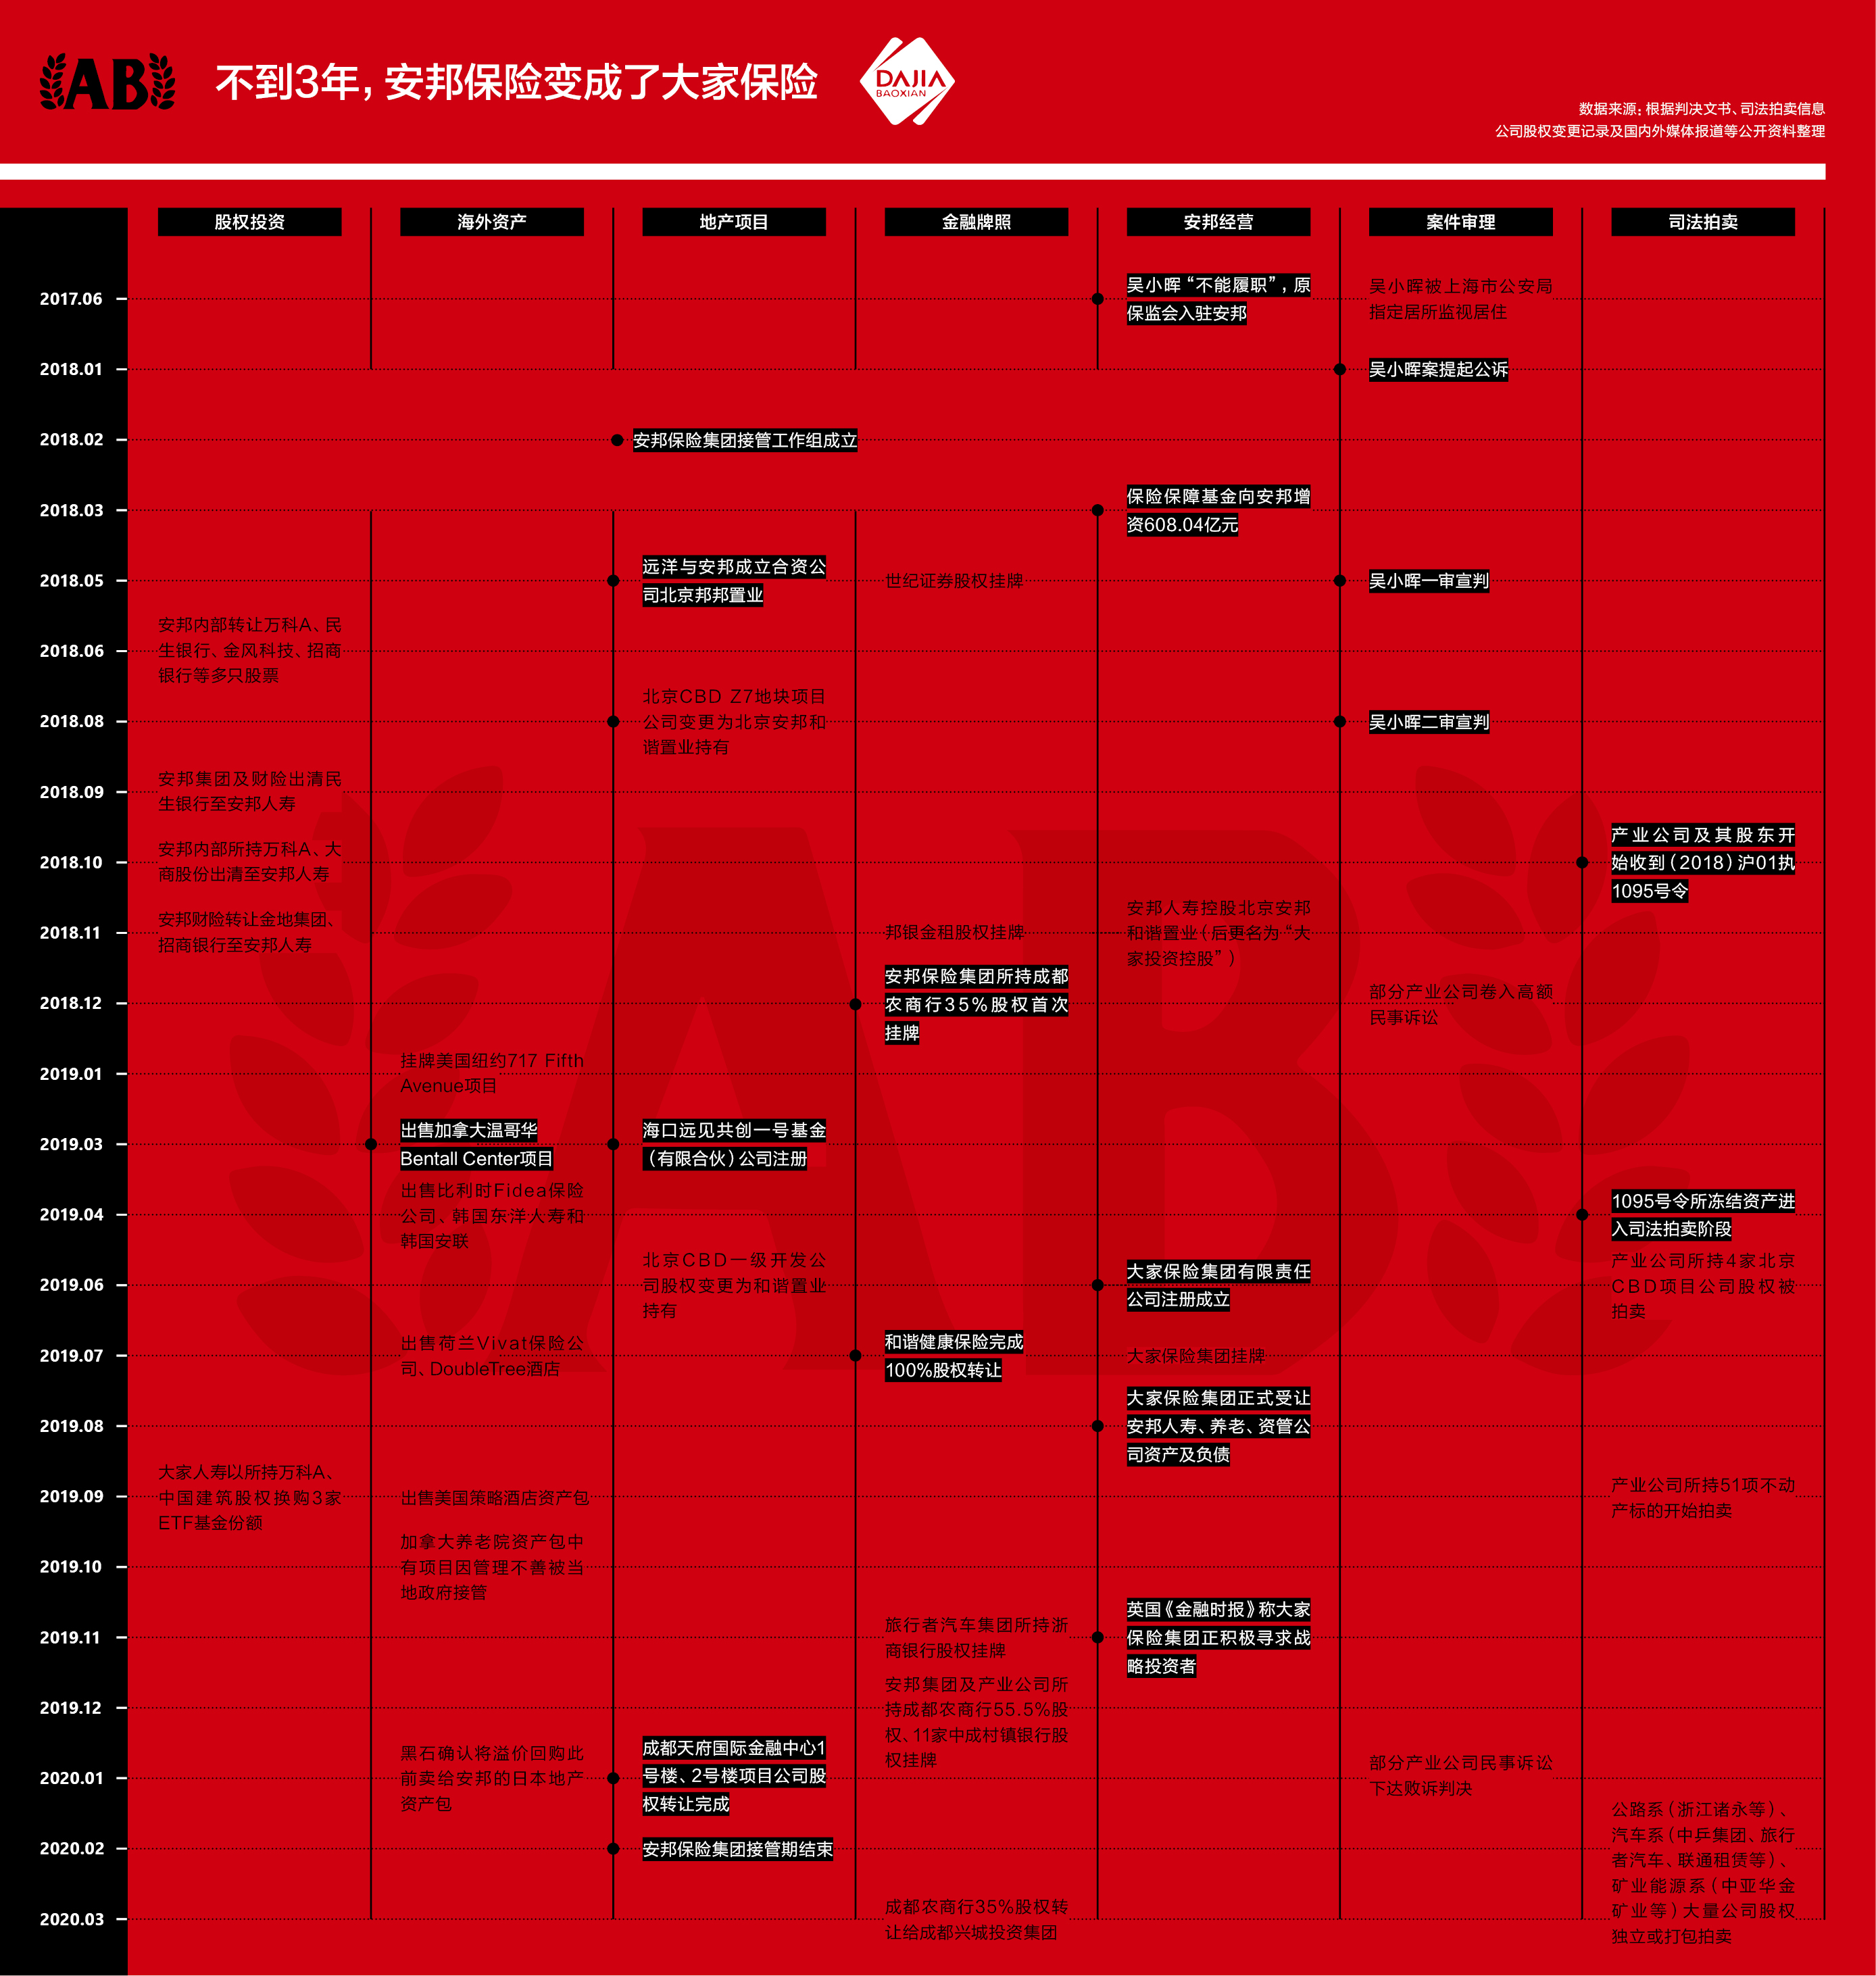 AB
不到3年，安邦保险变成了大家保险
DAJIA
BAOXIAN
数据来源：根据判决文书、司法拍卖信息
公司股权变更记录及国内外媒体报道等公开资料整理
股权投资
海外资产
地产项目
金融牌照
安邦经营
案件审理
司法拍卖
2017.06
吴小晖“不能履职”，原
保监会入驻安邦
吴小晖被上海市公安局
指定居所监视居住
2018.01
吴小晖案提起公诉
2018.02
安邦保险集团接管工作组成立
2018.03
保险保障基金向安邦增
资608.04亿元
2018.05
远洋与安邦成立合资公
司北京邦邦置业
世纪证券股权挂牌
吴小晖一审宣判
2018.06
安邦内部转让万科A、民
生银行、金风科技、招商
银行等多只股票
2018.08
北京CBD Z7地块项目
公司变更为北京安邦和
谐置业持有
吴小晖二审宣判
2018.09
安邦集团及财险出清民
生银行至安邦人寿
2018.10
安邦内部所持万科A、大
商股份出清至安邦人寿
产业公司及其股东开
始收到（2018）沪01执
1095号令
2018.11
安邦财险转让金地集团、
招商银行至安邦人寿
邦银金租股权挂牌
安邦人寿控股北京安邦
和谐置业（后更名为“大
家投资控股”）
2018.12
安邦保险集团所持成都
农商行35%股权首次
挂牌
部分产业公司卷入高额
民事诉讼
2019.01
挂牌美国纽约717 Fifth
Avenue项目
2019.03
出售加拿大温哥华
Bentall Center项目
海口远见共创一号基金
（有限合伙）公司注册
2019.04
出售比利时Fidea保险
公司、韩国东洋人寿和
韩国安联
1095号令所冻结资产进
入司法拍卖阶段
2019.06
北京CBD一级开发公
司股权变更为和谐置业
持有
大家保险集团有限责任
公司注册成立
产业公司所持4家北京
CBD项目公司股权被
拍卖
2019.07
出售荷兰Vivat保险公
司、DoubleTree酒店
和谐健康保险完成
100%股权转让
大家保险集团挂牌
2019.08
大家保险集团正式受让
安邦人寿、养老、资管公
司资产及负债
2019.09
大家人寿以所持万科A、
中国建筑股权换购3家
ETF基金份额
出售美国策略酒店资产包
产业公司所持51项不动
产标的开始拍卖
2019.10
加拿大养老院资产包中
有项目因管理不善被当
地政府接管
2019.11
旅行者汽车集团所持浙
商银行股权挂牌
英国《金融时报》称大家
保险集团正积极寻求战
略投资者
2019.12
安邦集团及产业公司所
持成都农商行55.5%股
权、11家中成村镇银行股
权挂牌
2020.01
黑石确认将溢价回购此
前卖给安邦的日本地产
资产包
成都天府国际金融中心1
号楼、2号楼项目公司股
权转让完成
部分产业公司民事诉讼
下达败诉判决
2020.02
安邦保险集团接管期结束
2020.03
成都农商行35%股权转
让给成都兴城投资集团
公路系（浙江诸永等）、
汽车系（中乒集团、旅行
者汽车、联通租赁等）、
矿业能源系（中亚华金
矿业等）大量公司股权
独立或打包拍卖
AB